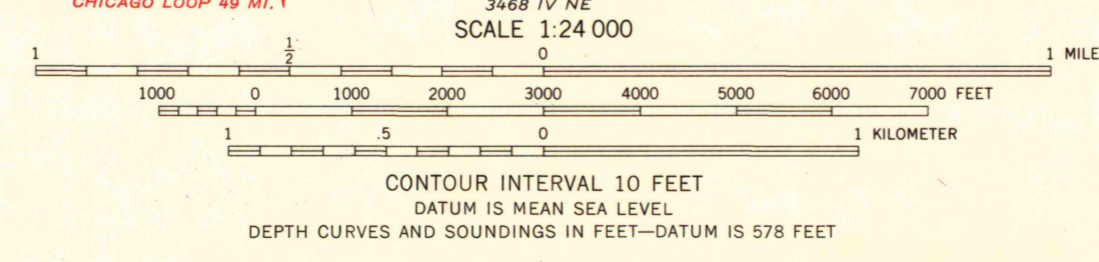 CHICAGO LOOP 49 MI.
3468 IV NE
SCALE 1:24 000
1 1/2 0 1 MILE
1000 0 1000 2000 3000 4000 5000 6000 7000 FEET
1 .5 0 1 KILOMETER
CONTOUR INTERVAL 10 FEET
DATUM IS MEAN SEA LEVEL
DEPTH CURVES AND SOUNDINGS IN FEET—DATUM IS 578 FEET